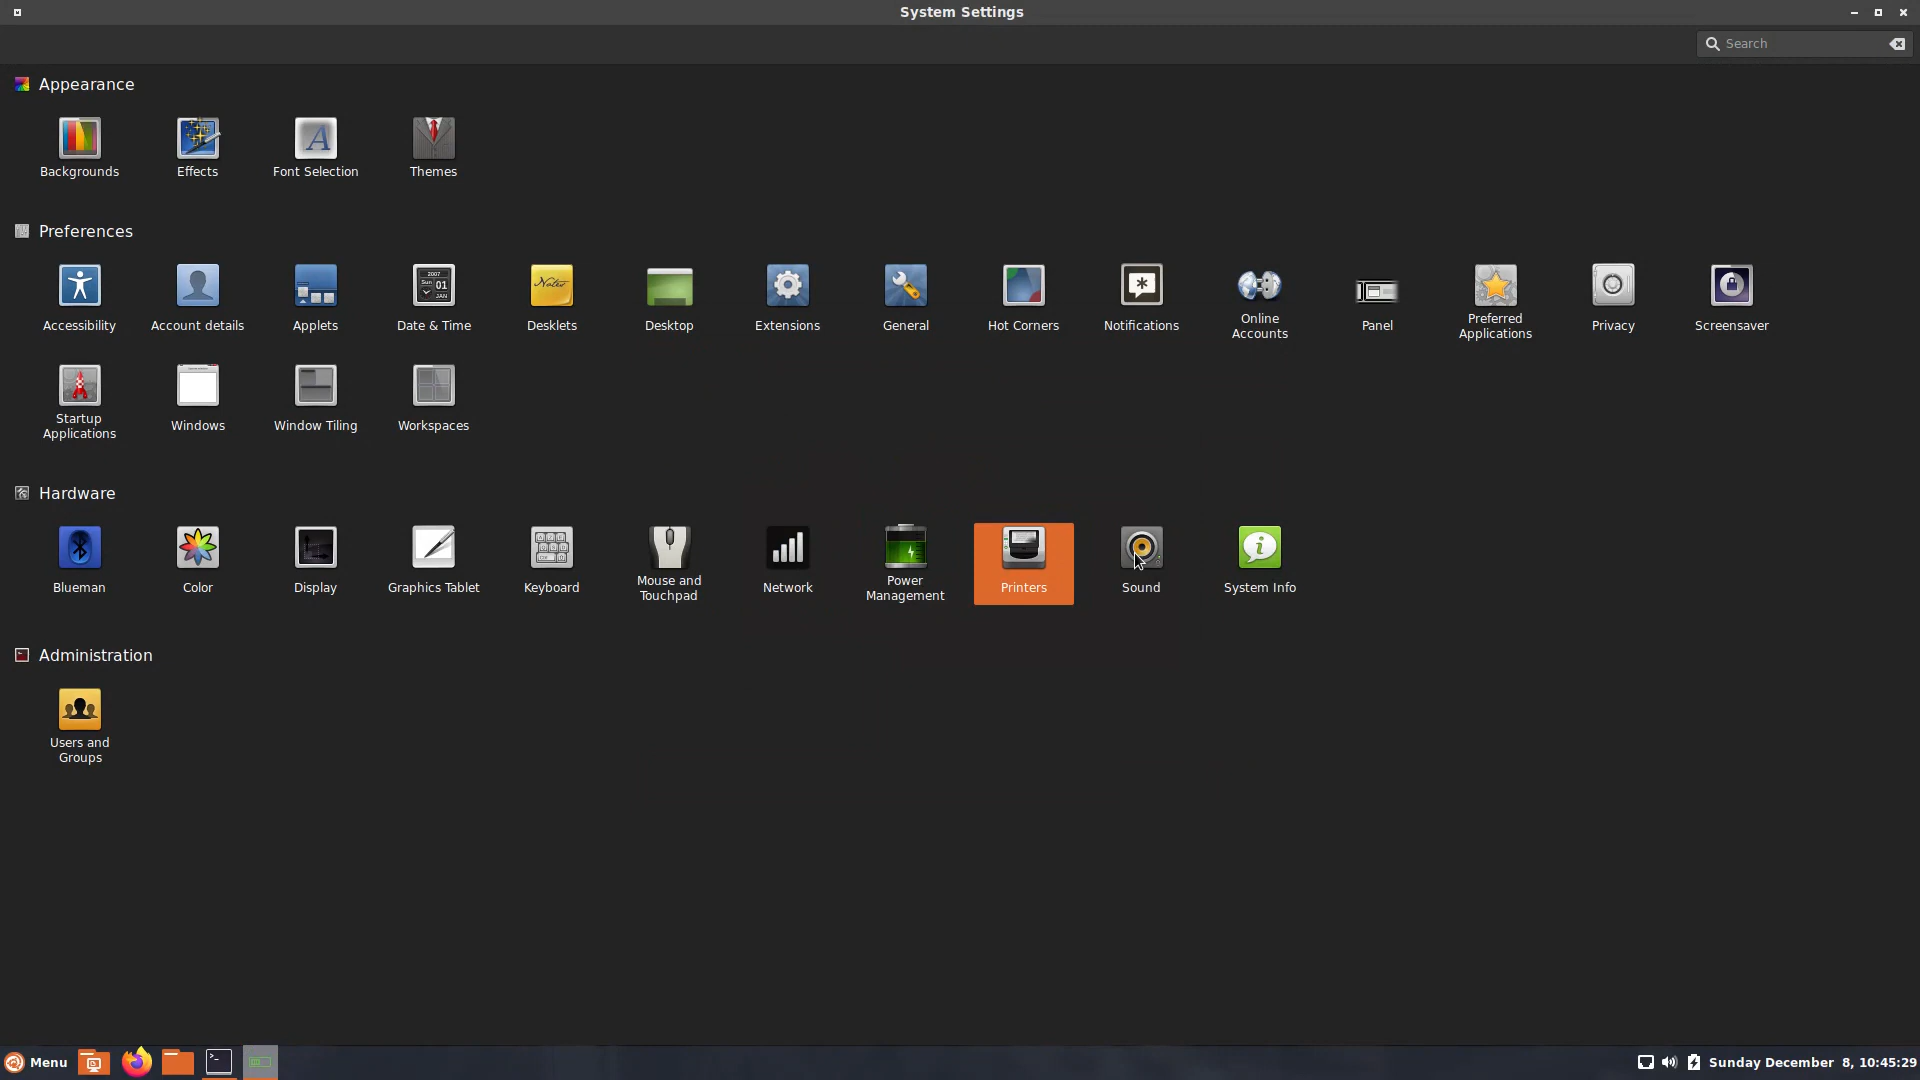 System Settings
Search
Appearance
Backgrounds
Effects
Font Selection
Themes
Preferences
Accessibility
Account details
Applets
Date & Time
Desklets
Desktop
Extensions
General
Hot Corners
Notifications
Online
Accounts
Panel
Preferred
Applications
Privacy
Screensaver
Startup
Applications
Windows
Window Tiling
Workspaces
Hardware
Blueman
Color
Display
Graphics Tablet
Keyboard
Mouse and
Touchpad
Network
Power
Management
Printers
Sound
System Info
Administration
Users and
Groups
Menu
Sunday December 8, 10:45:29